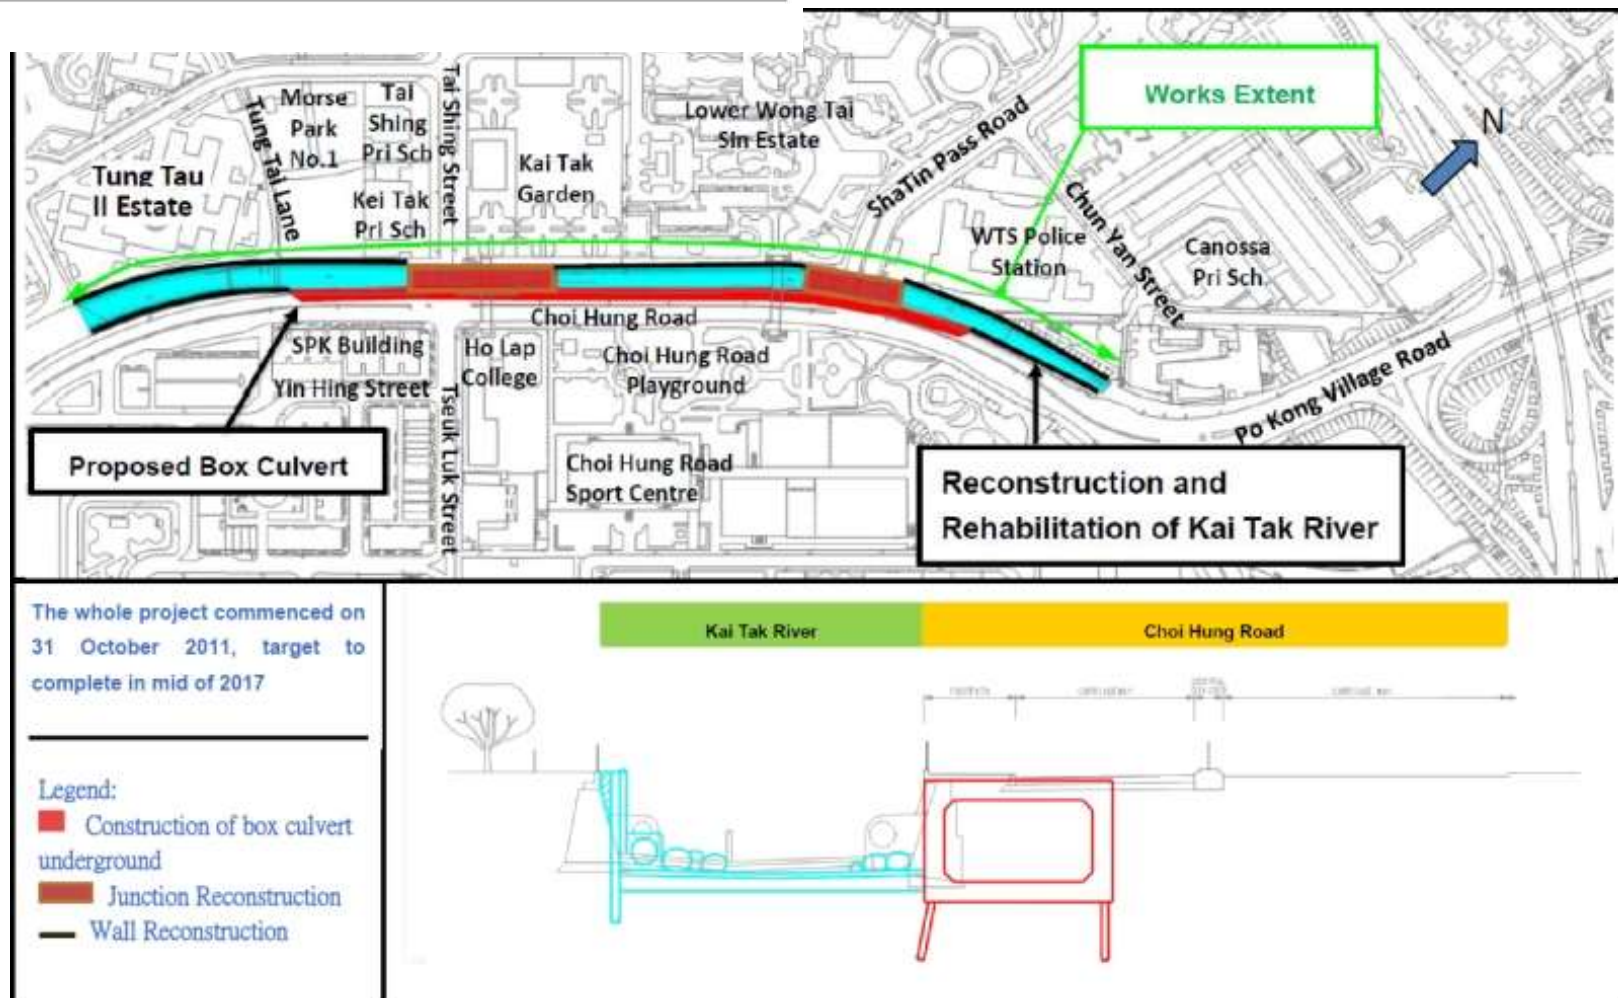 Works Extent
N
Morse
Park
No.1
Tai
Shing
Pri Sch
Tai Shing Street
Tung Tai Lane
Tung Tau
II Estate
Kei Tak
Pri Sch
Kai Tak
Garden
Lower Wong Tai
Sin Estate
ShaTin Pass Road
Chun Yan Street
WTS Police
Station
Canossa
Pri Sch
Choi Hung Road
SPK Building
Yin Hing Street
Ho Lap
College
Choi Hung Road
Playground
Tseuk Luk Street
Po Kong Village Road
Proposed Box Culvert
Choi Hung Road
Sport Centre
Reconstruction and
Rehabilitation of Kai Tak River
The whole project commenced on
31 October 2011, target to
complete in mid of 2017
Legend:
Construction of box culvert
underground
Junction Reconstruction
Wall Reconstruction
Kai Tak River
Choi Hung Road